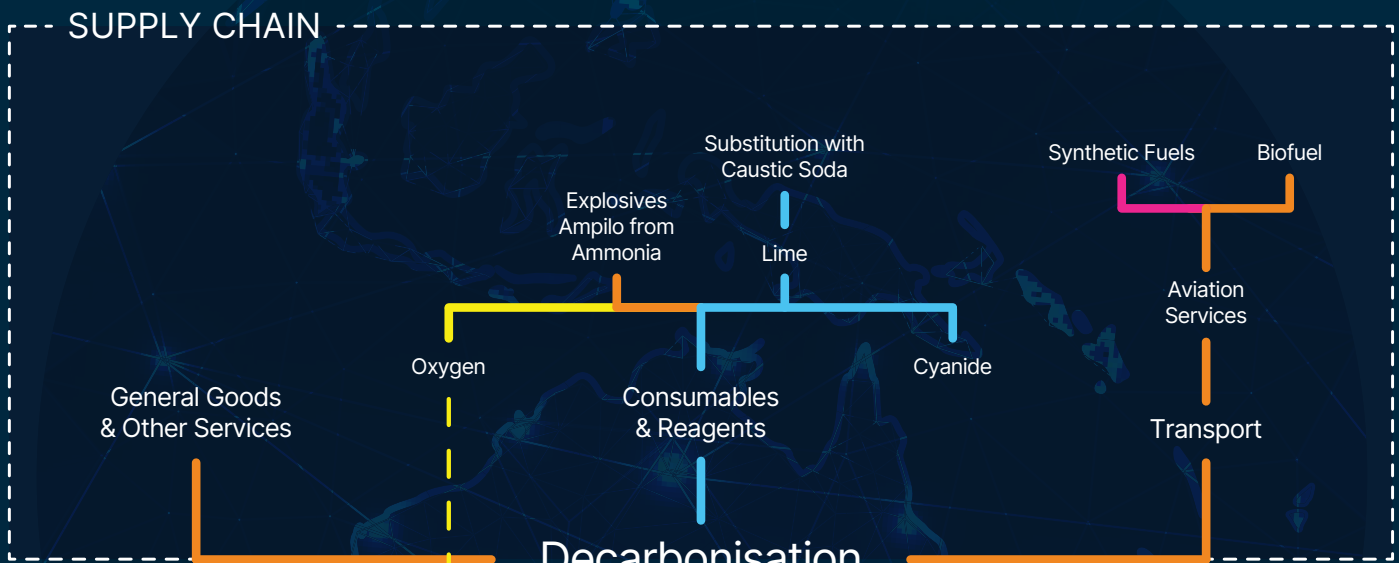 SUPPLY CHAIN
Substitution with
Caustic Soda
Synthetic Fuels
Biofuel
Explosives
Ampilo from
Ammonia
Lime
Aviation
Services
Oxygen
Cyanide
General Goods
& Other Services
Consumables
& Reagents
Transport
Decarbonisation